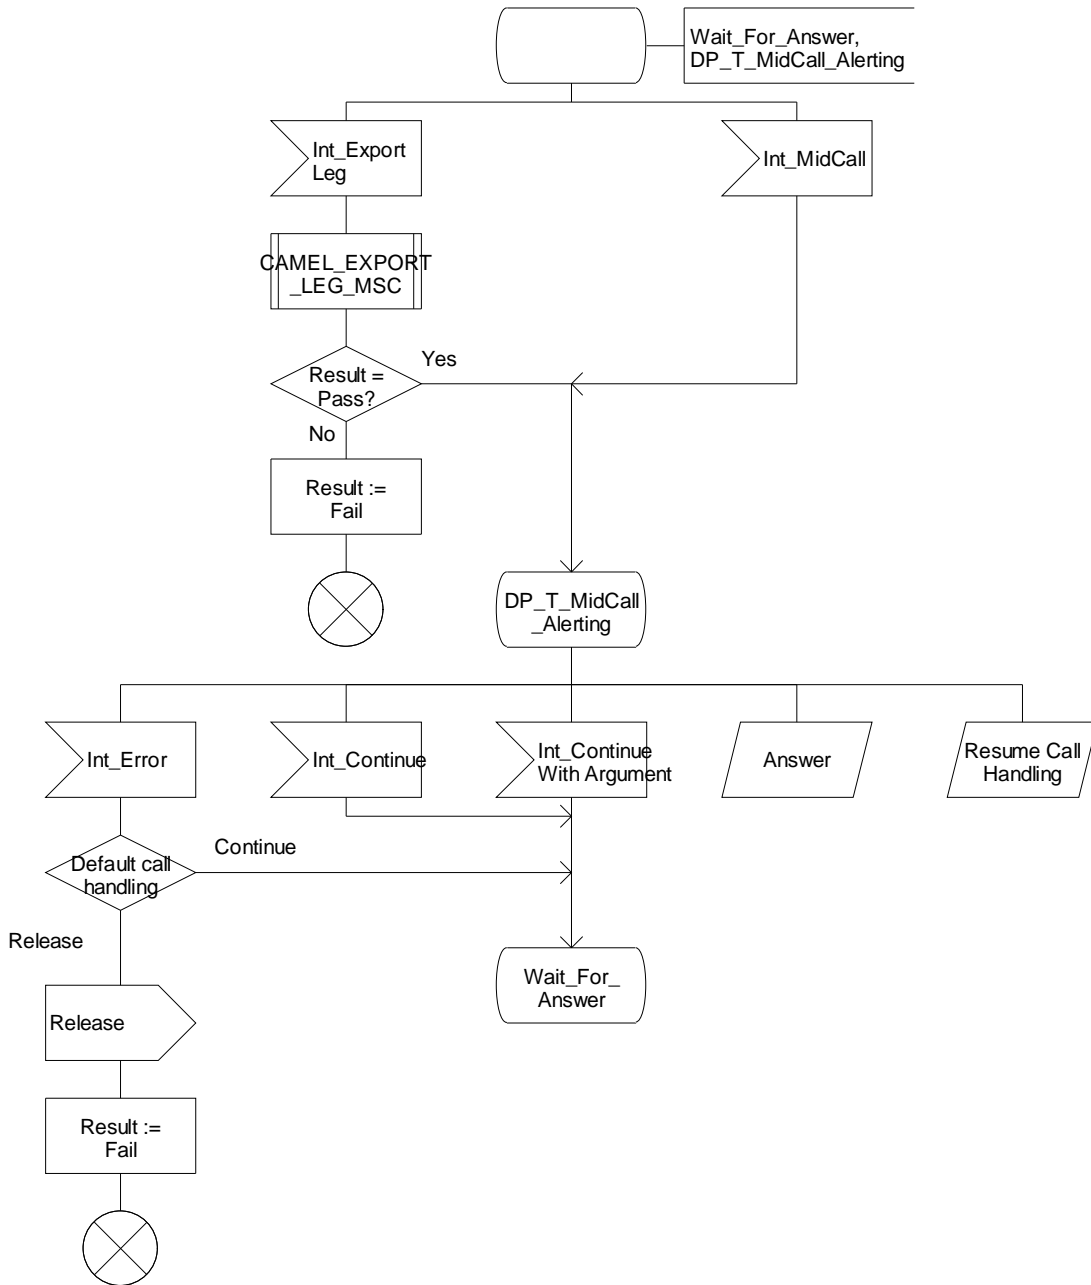 Wait_For_Answer,
DP_T_MidCall_Alerting
Int_Export
Leg
Int_MidCall
CAMEL_EXPORT
_LEG_MSC
Yes
Result =
Pass?
No
Result :=
Fail
DP_T_MidCall
_Alerting
Int_Error
Int_Continue
Int_Continue
With Argument
Answer
Resume Call
Handling
Continue
Default call
handling
Release
Wait_For_
Answer
Release
Result :=
Fail